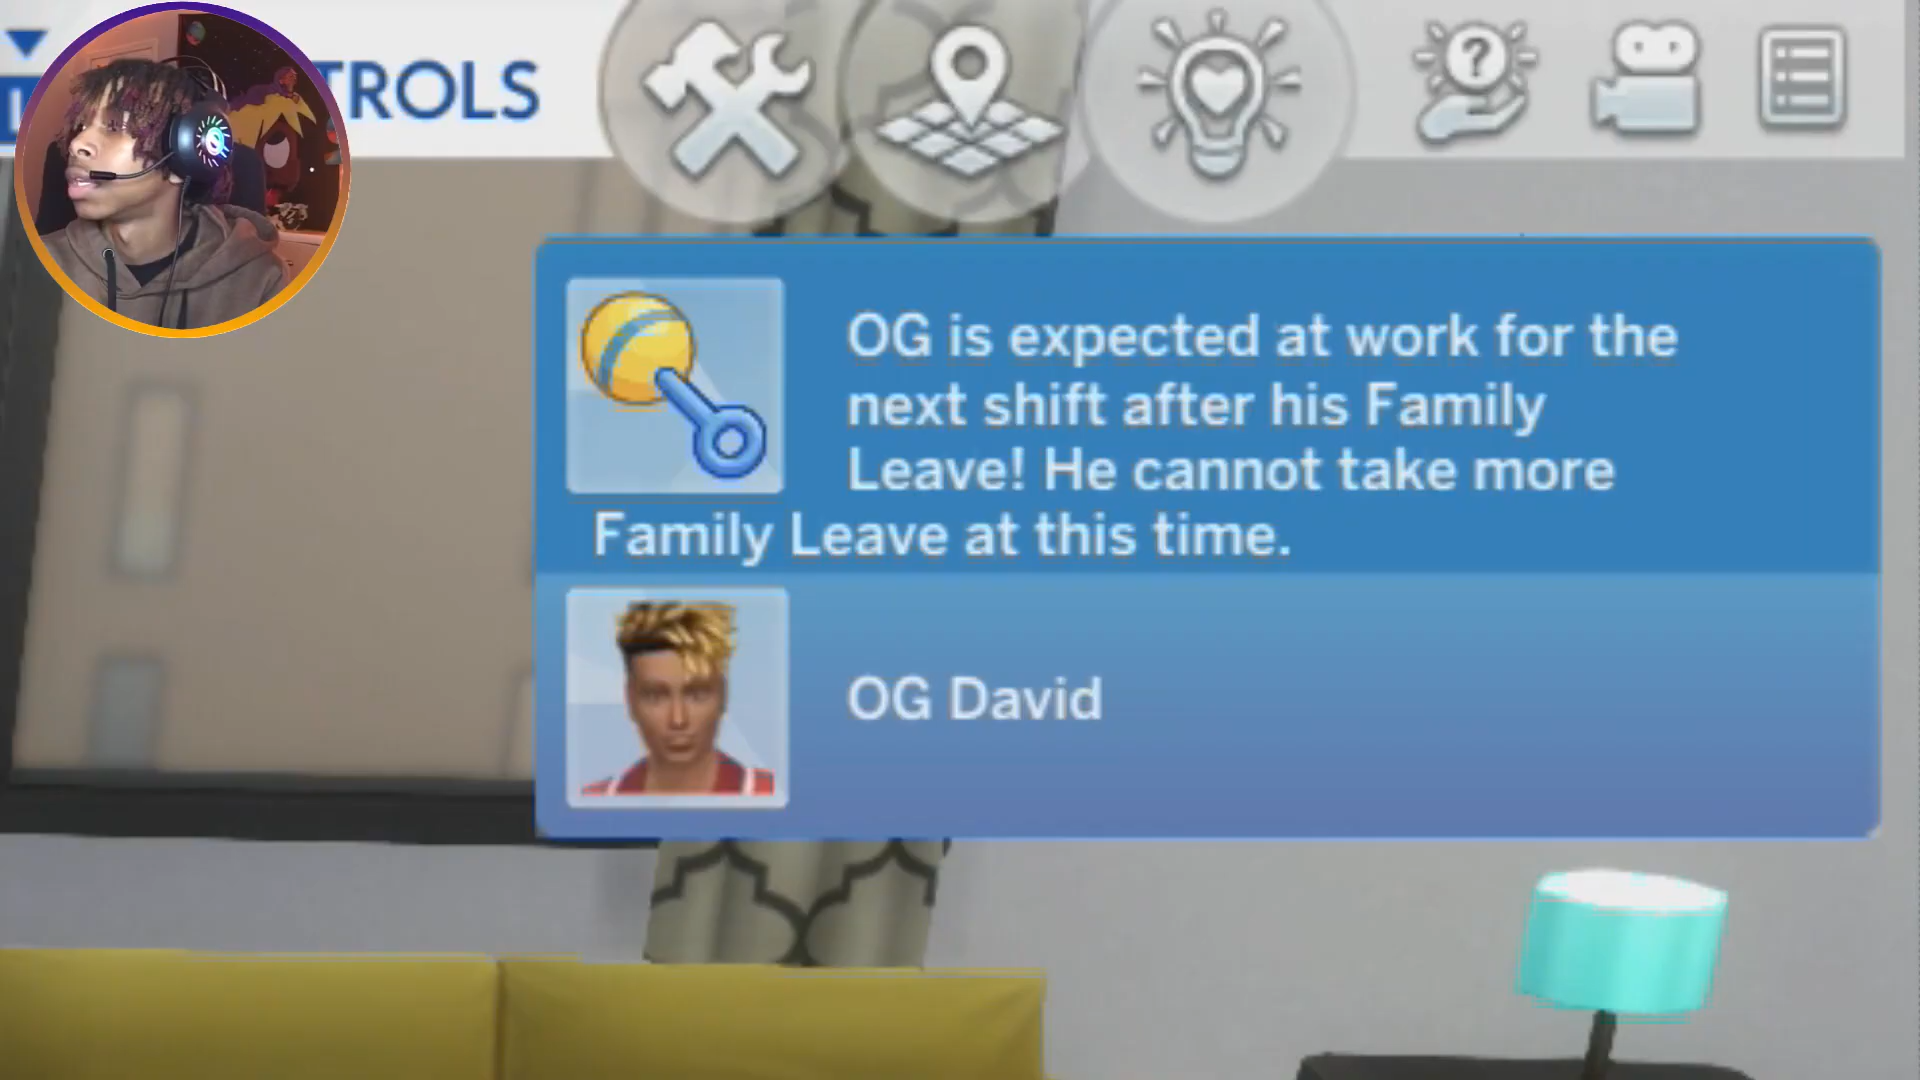 TROLS
OG is expected at work for the
next shift after his Family
Leave! He cannot take more
Family Leave at this time.
OG David